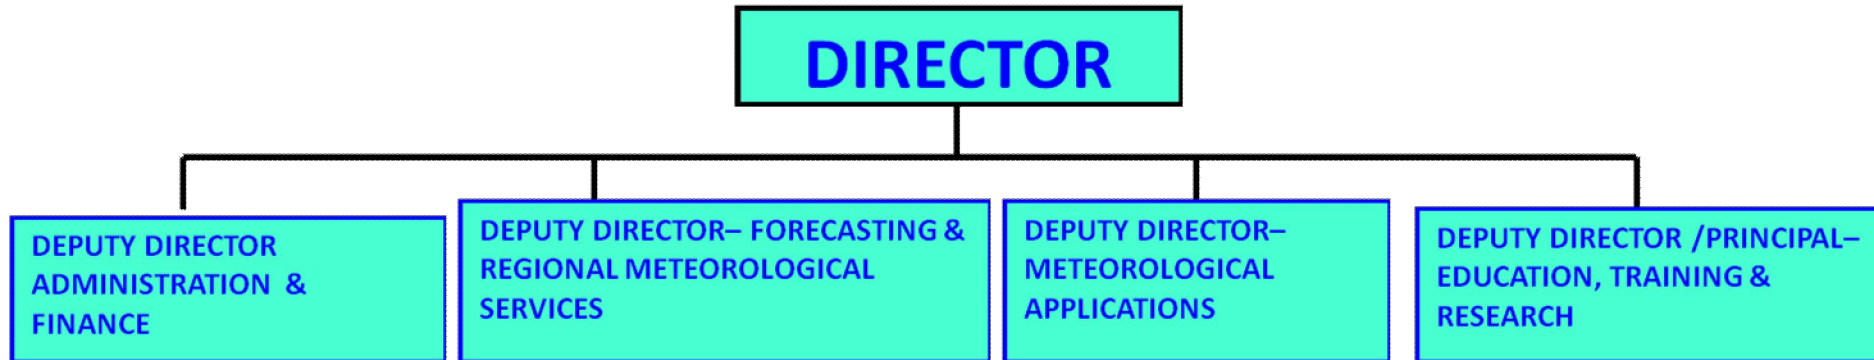 DIRECTOR
DEPUTY DIRECTOR
ADMINISTRATION &
FINANCE
DEPUTY DIRECTOR– FORECASTING &
REGIONAL METEOROLOGICAL
SERVICES
DEPUTY DIRECTOR–
METEOROLOGICAL
APPLICATIONS
DEPUTY DIRECTOR /PRINCIPAL–
EDUCATION, TRAINING &
RESEARCH